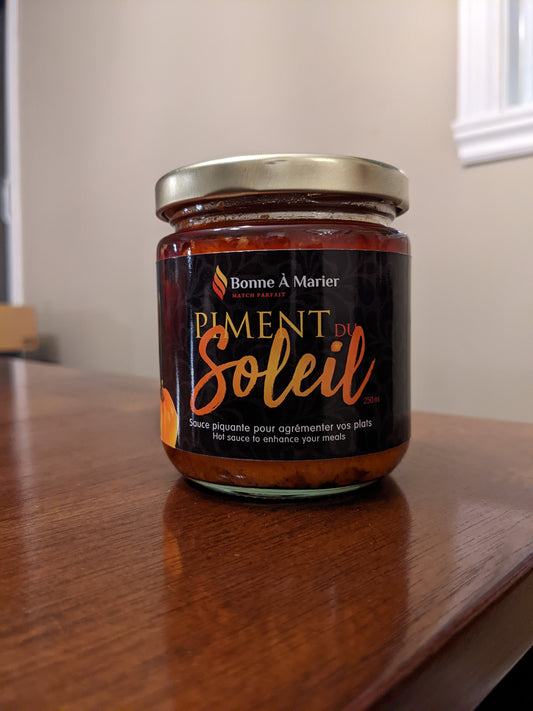 Bonne À Marier
MATCH PARFAIT
PIMENT DU
Soleil
250 ml
Sauce piquante pour agrémenter vos plats
Hot sauce to enhance your meals